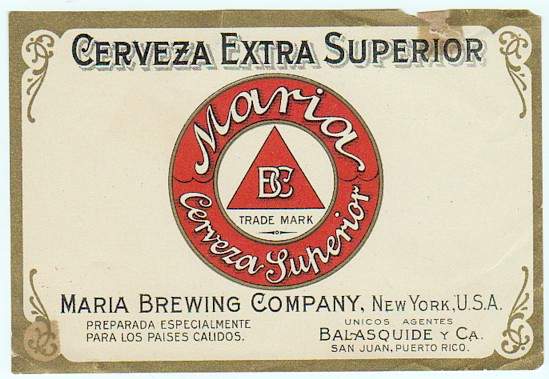 CERVEZA EXTRA SUPERIOR
Maria
BC
TRADE MARK
Cerveza Superior
MARIA BREWING COMPANY, NEW YORK, U.S.A.
PREPARADA ESPECIALMENTE
PARA LOS PAISES CALIDOS.
UNICOS AGENTES
BALASQUIDE Y CA.
SAN JUAN, PUERTO RICO.